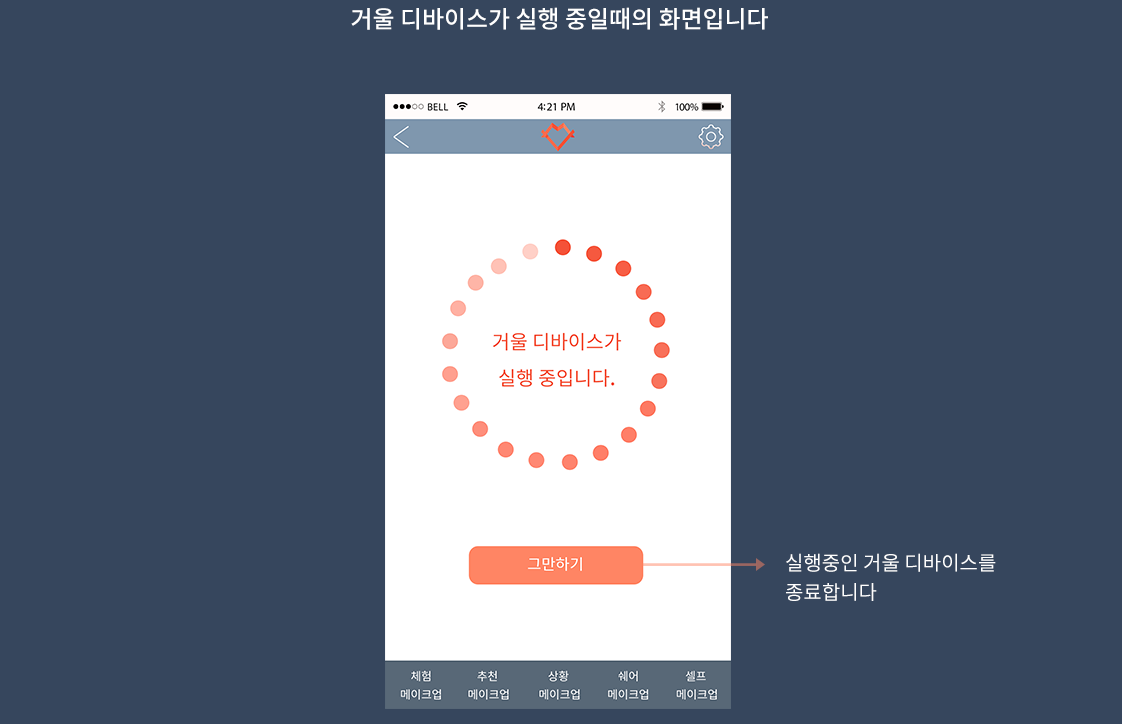 거울 디바이스가 실행 중일때의 화면입니다
BELL 4:21 PM 100%
거울 디바이스가
실행 중입니다.
그만하기
실행중인 거울 디바이스를
종료합니다
체험 추천 상황 쉐어 셀프
메이크업 메이크업 메이크업 메이크업 메이크업